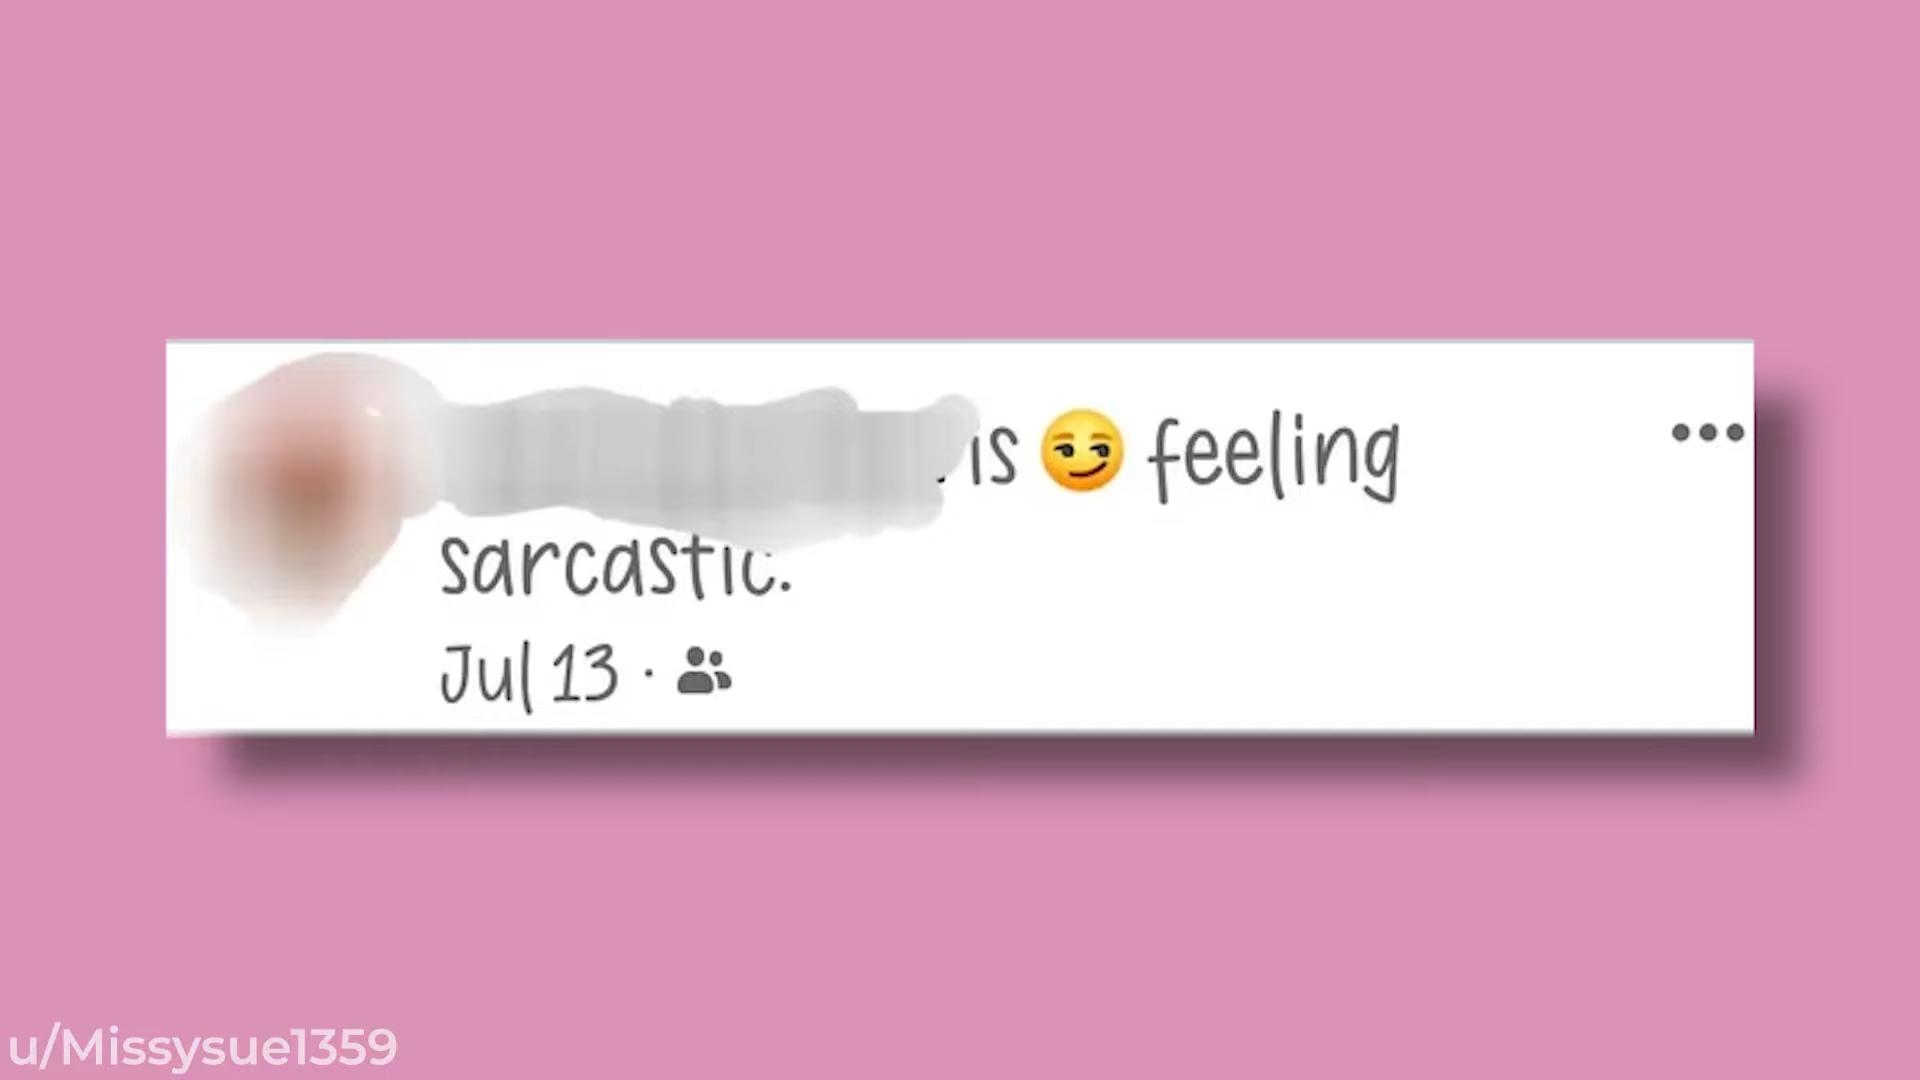 is 😏 feeling
sarcastic.
Jul 13 ·
u/Missysue1359